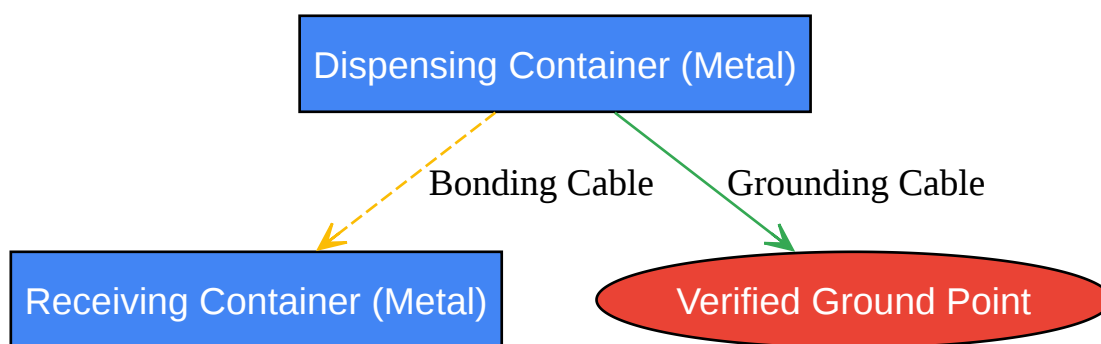 Dispensing Container (Metal)
Bonding Cable
Grounding Cable
Receiving Container (Metal)
Verified Ground Point